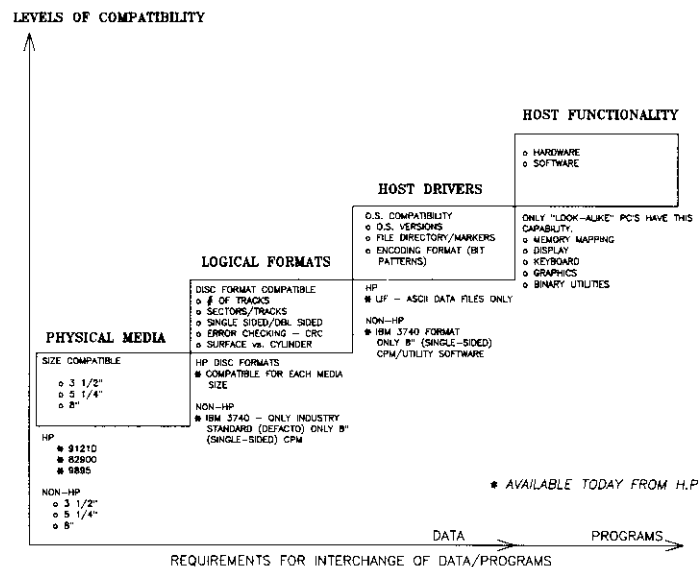 LEVELS OF COMPATIBILITY
HOST FUNCTIONALITY
o HARDWARE
o SOFTWARE
ONLY "LOOK-ALIKE" PC'S HAVE THIS
CAPABILITY.
o MEMORY MAPPING
o DISPLAY
o KEYBOARD
o GRAPHICS
o BINARY UTILITIES
HOST DRIVERS
O.S. COMPATIBILITY
o O.S. VERSIONS
o FILE DIRECTORY/MARKERS
o ENCODING FORMAT (BIT
PATTERNS)
HP
* LIF - ASCII DATA FILES ONLY
NON-HP
* IBM 3740 FORMAT
ONLY 8" (SINGLE-SIDED)
CPM/UTILITY SOFTWARE
LOGICAL FORMATS
DISC FORMAT COMPATIBLE
o # OF TRACKS
o SECTORS/TRACKS
o SINGLE SIDED/DBL SIDED
o ERROR CHECKING - CRC
o SURFACE vs. CYLINDER
HP DISC FORMATS
* COMPATIBLE FOR EACH MEDIA
SIZE
NON-HP
* IBM 3740 - ONLY INDUSTRY
STANDARD (DEFACTO) ONLY 8"
(SINGLE-SIDED) CPM
PHYSICAL MEDIA
SIZE COMPATIBLE
o 3 1/2"
o 5 1/4"
o 8"
HP
* 9121D
* 82900
* 9895
NON-HP
o 3 1/2"
o 5 1/4"
o 8"
* AVAILABLE TODAY FROM H.P
DATA
PROGRAMS
REQUIREMENTS FOR INTERCHANGE OF DATA/PROGRAMS